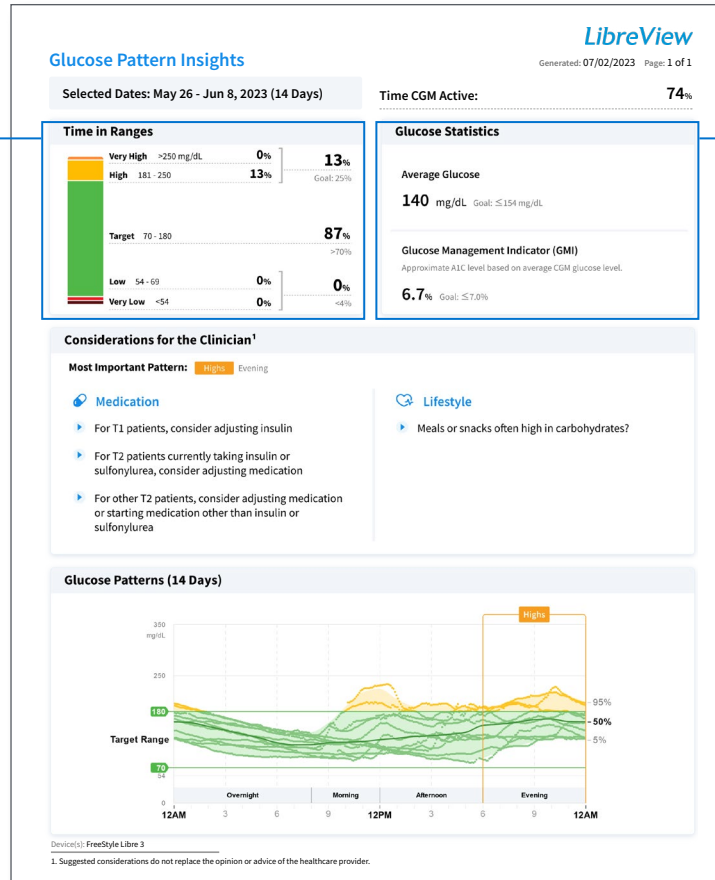 LibreView
Glucose Pattern Insights
Generated: 07/02/2023 Page: 1 of 1
Selected Dates: May 26 - Jun 8, 2023 (14 Days)
Time CGM Active: 74%
Time in Ranges
Very High >250 mg/dL 0%
High 181 - 250 13%
13%
Goal: 25%
Target 70 - 180 87%
>70%
Low 54 - 69 0%
Very Low <54 0%
0%
<4%
Glucose Statistics
Average Glucose
140 mg/dL Goal: ≤154 mg/dL
Glucose Management Indicator (GMI)
Approximate A1C level based on average CGM glucose level.
6.7% Goal: ≤7.0%
Considerations for the Clinician¹
Most Important Pattern: Highs Evening
Medication
For T1 patients, consider adjusting insulin
For T2 patients currently taking insulin or
sulfonylurea, consider adjusting medication
For other T2 patients, consider adjusting medication
or starting medication other than insulin or
sulfonylurea
Lifestyle
Meals or snacks often high in carbohydrates?
Glucose Patterns (14 Days)
Highs
350
mg/dL
250
180
Target Range
70
54
0
95%
50%
5%
Overnight Morning Afternoon Evening
12AM 3 6 9 12PM 3 6 9 12AM
Device(s): FreeStyle Libre 3
1. Suggested considerations do not replace the opinion or advice of the healthcare provider.